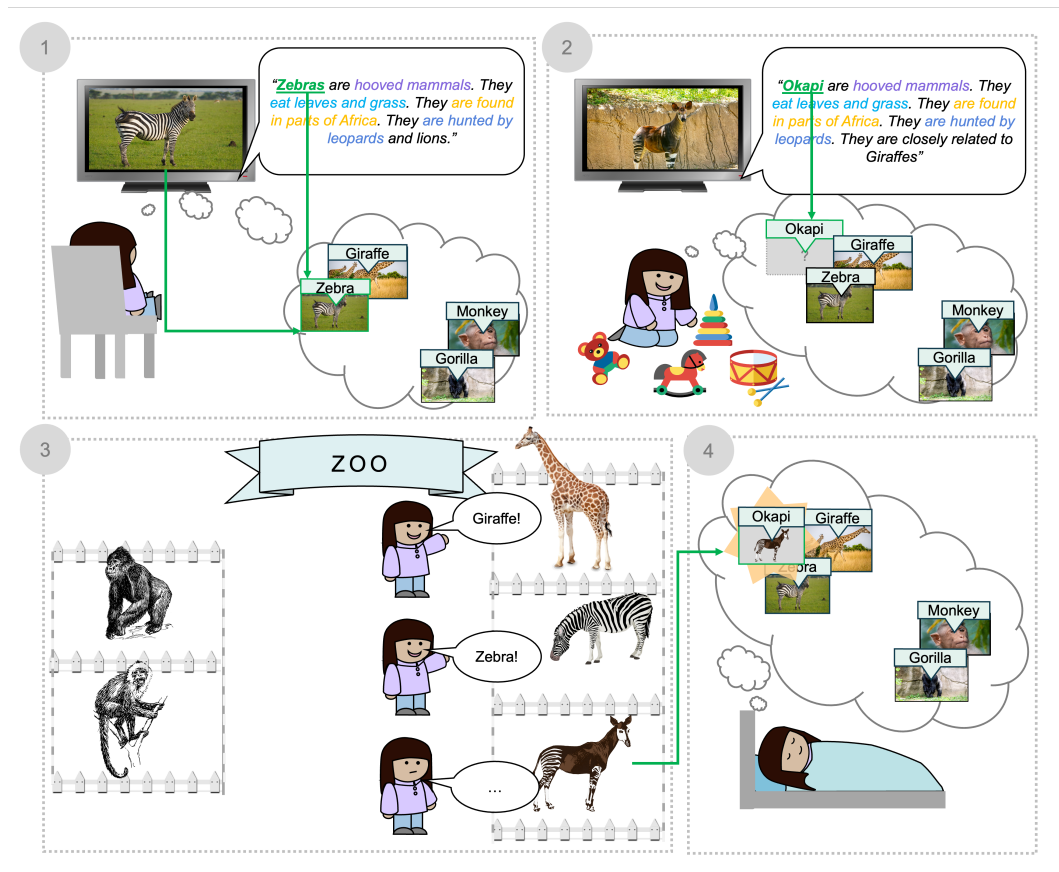 1
“Zebras are hooved mammals. They
eat leaves and grass. They are found
in parts of Africa. They are hunted by
leopards and lions.”
Giraffe
Zebra
Monkey
Gorilla
2
“Okapi are hooved mammals. They
eat leaves and grass. They are found
in parts of Africa. They are hunted by
leopards. They are closely related to
Giraffes”
Okapi
?
Giraffe
Zebra
Monkey
Gorilla
3
ZOO
Giraffe!
Zebra!
...
4
Okapi
Giraffe
Zebra
Monkey
Gorilla